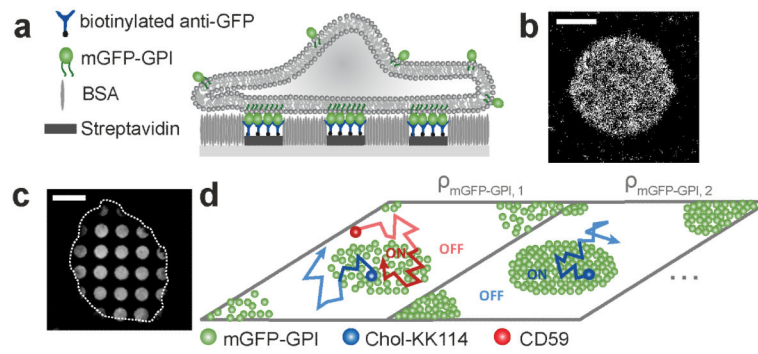 a
biotinylated anti-GFP
mGFP-GPI
BSA
Streptavidin
b
c
d
ρmGFP-GPI, 1
ρmGFP-GPI, 2
ON
OFF
ON
OFF
...
mGFP-GPI
Chol-KK114
CD59